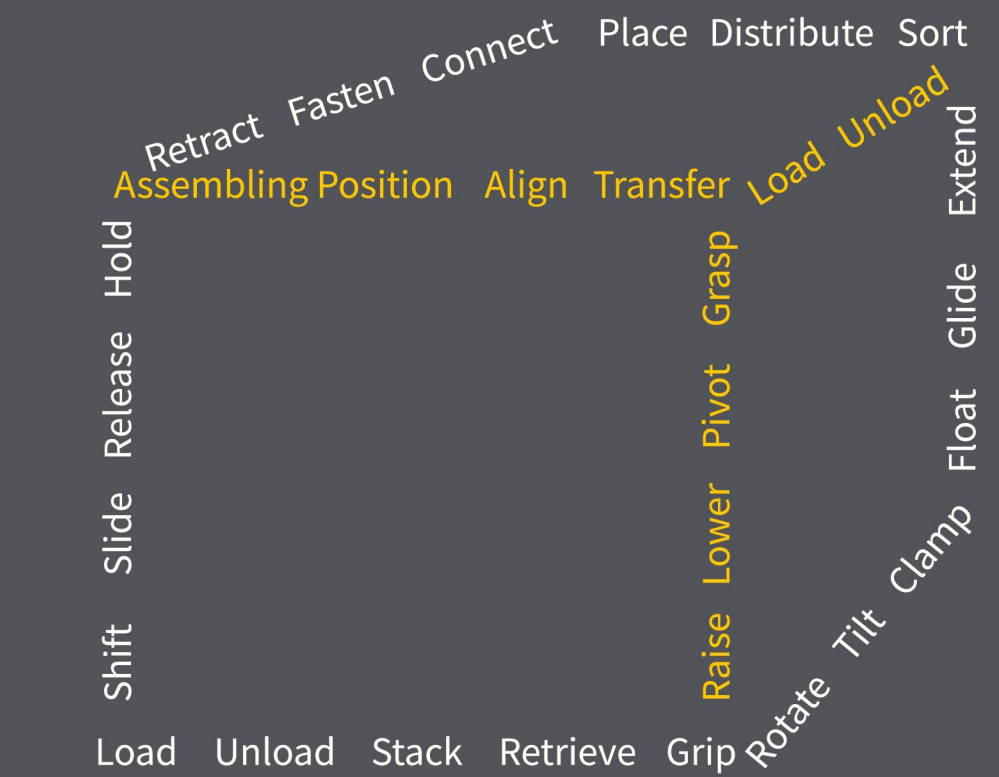 Place Distribute Sort
Retract Fasten Connect
Load Unload
Assembling Position Align Transfer
Extend
Glide
Float
Clamp
Tilt
Rotate
Hold
Release
Slide
Shift
Grasp
Pivot
Lower
Raise
Load Unload Stack Retrieve Grip